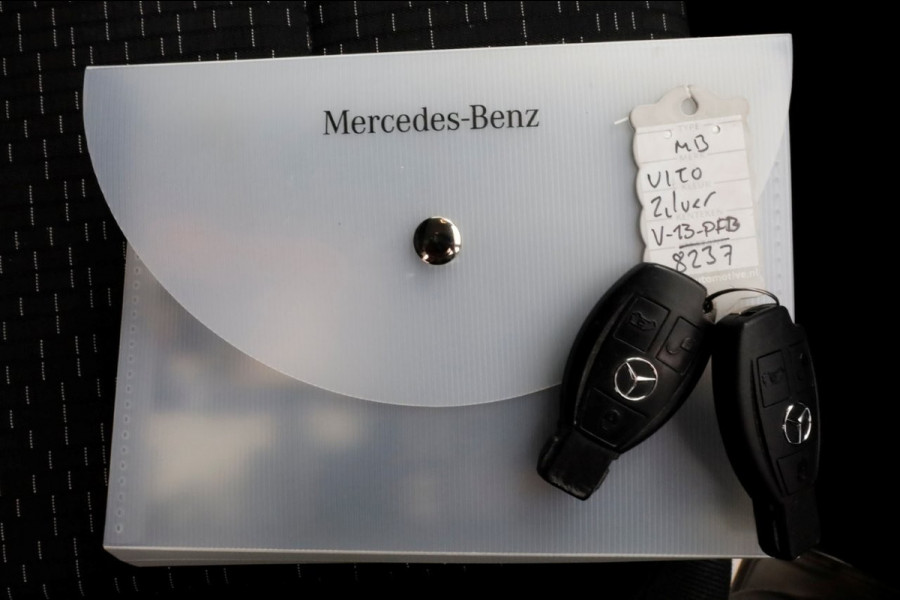 Mercedes-Benz
MB
VITO
Zilver
V-13-PFB
8237